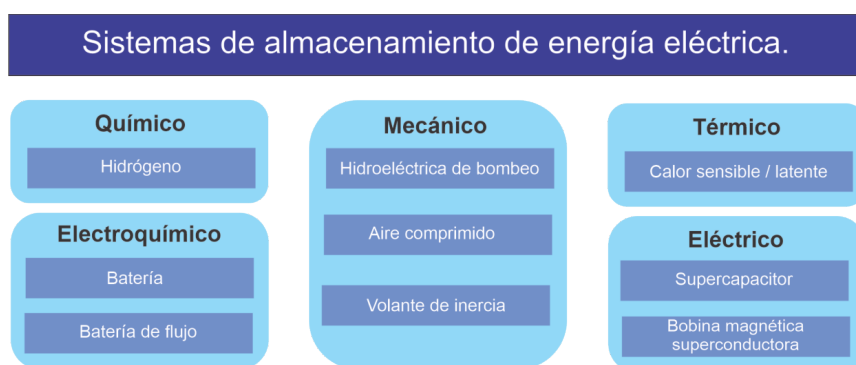 Sistemas de almacenamiento de energía eléctrica.
Químico
Hidrógeno
Electroquímico
Batería
Batería de flujo
Mecánico
Hidroeléctrica de bombeo
Aire comprimido
Volante de inercia
Térmico
Calor sensible / latente
Eléctrico
Supercapacitor
Bobina magnética
superconductora